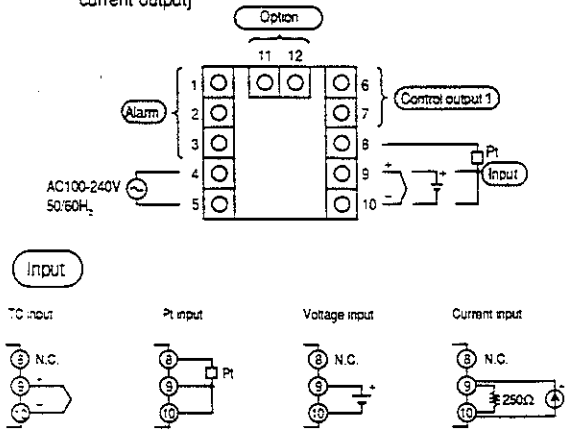 current output]
Option
11 12
1
2
3
4
5
6
7
8
9
10
Alarm
Control output 1
Pt
Input
+
−
+
AC100-240V
50/60Hz
Input
TC input
Pt input
Voltage input
Current input
8 N.C.
9 +
10 −
8
9
10
Pt
8 N.C.
9 +
10
8 N.C.
9
10
250Ω
+